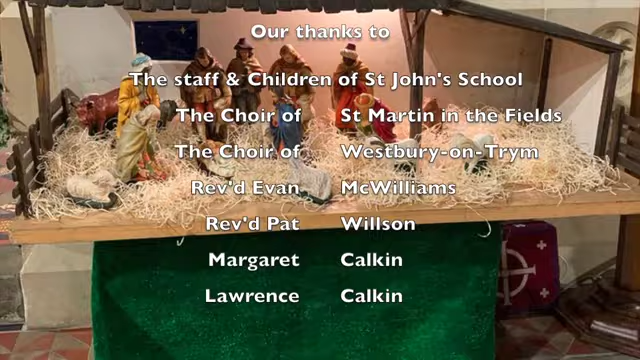 Our thanks to
The staff & Children of St John's School
The Choir of St Martin in the Fields
The Choir of Westbury-on-Trym
Rev'd Evan McWilliams
Rev'd Pat Willson
Margaret Calkin
Lawrence Calkin